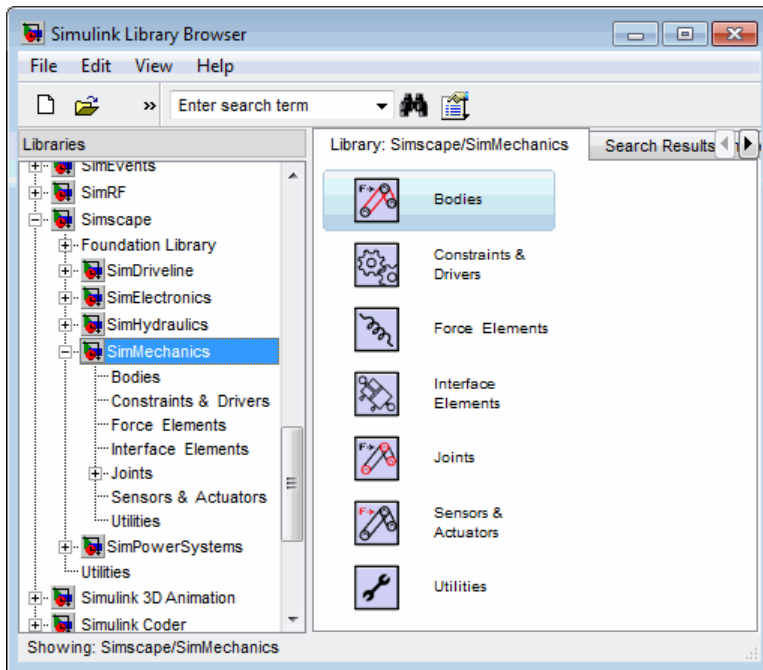 Simulink Library Browser
File Edit View Help
» Enter search term
Libraries
SimEvents
SimRF
Simscape
Foundation Library
SimDriveline
SimElectronics
SimHydraulics
SimMechanics
Bodies
Constraints & Drivers
Force Elements
Interface Elements
Joints
Sensors & Actuators
Utilities
SimPowerSystems
Utilities
Simulink 3D Animation
Simulink Coder
Library: Simscape/SimMechanics
Search Results
Bodies
Constraints &
Drivers
Force Elements
Interface
Elements
Joints
Sensors &
Actuators
Utilities
Showing: Simscape/SimMechanics